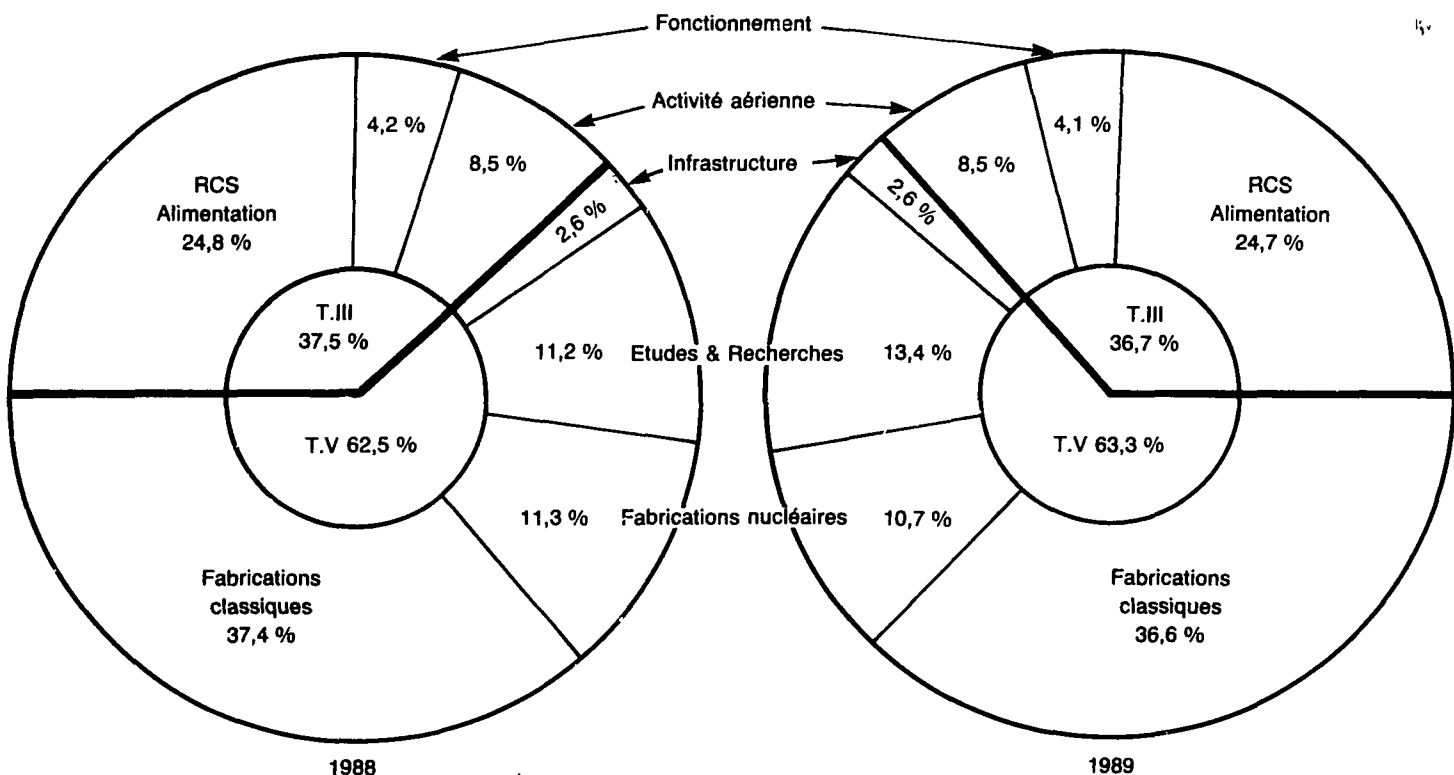 Fonctionnement
Activité aérienne
Infrastructure
Etudes & Recherches
Fabrications nucléaires
4,2 %
8,5 %
2,6 %
RCS
Alimentation
24,8 %
T.III
37,5 %
11,2 %
T.V 62,5 %
11,3 %
Fabrications
classiques
37,4 %
1988
4,1 %
8,5 %
2,6 %
RCS
Alimentation
24,7 %
T.III
36,7 %
13,4 %
T.V 63,3 %
10,7 %
Fabrications
classiques
36,6 %
1989